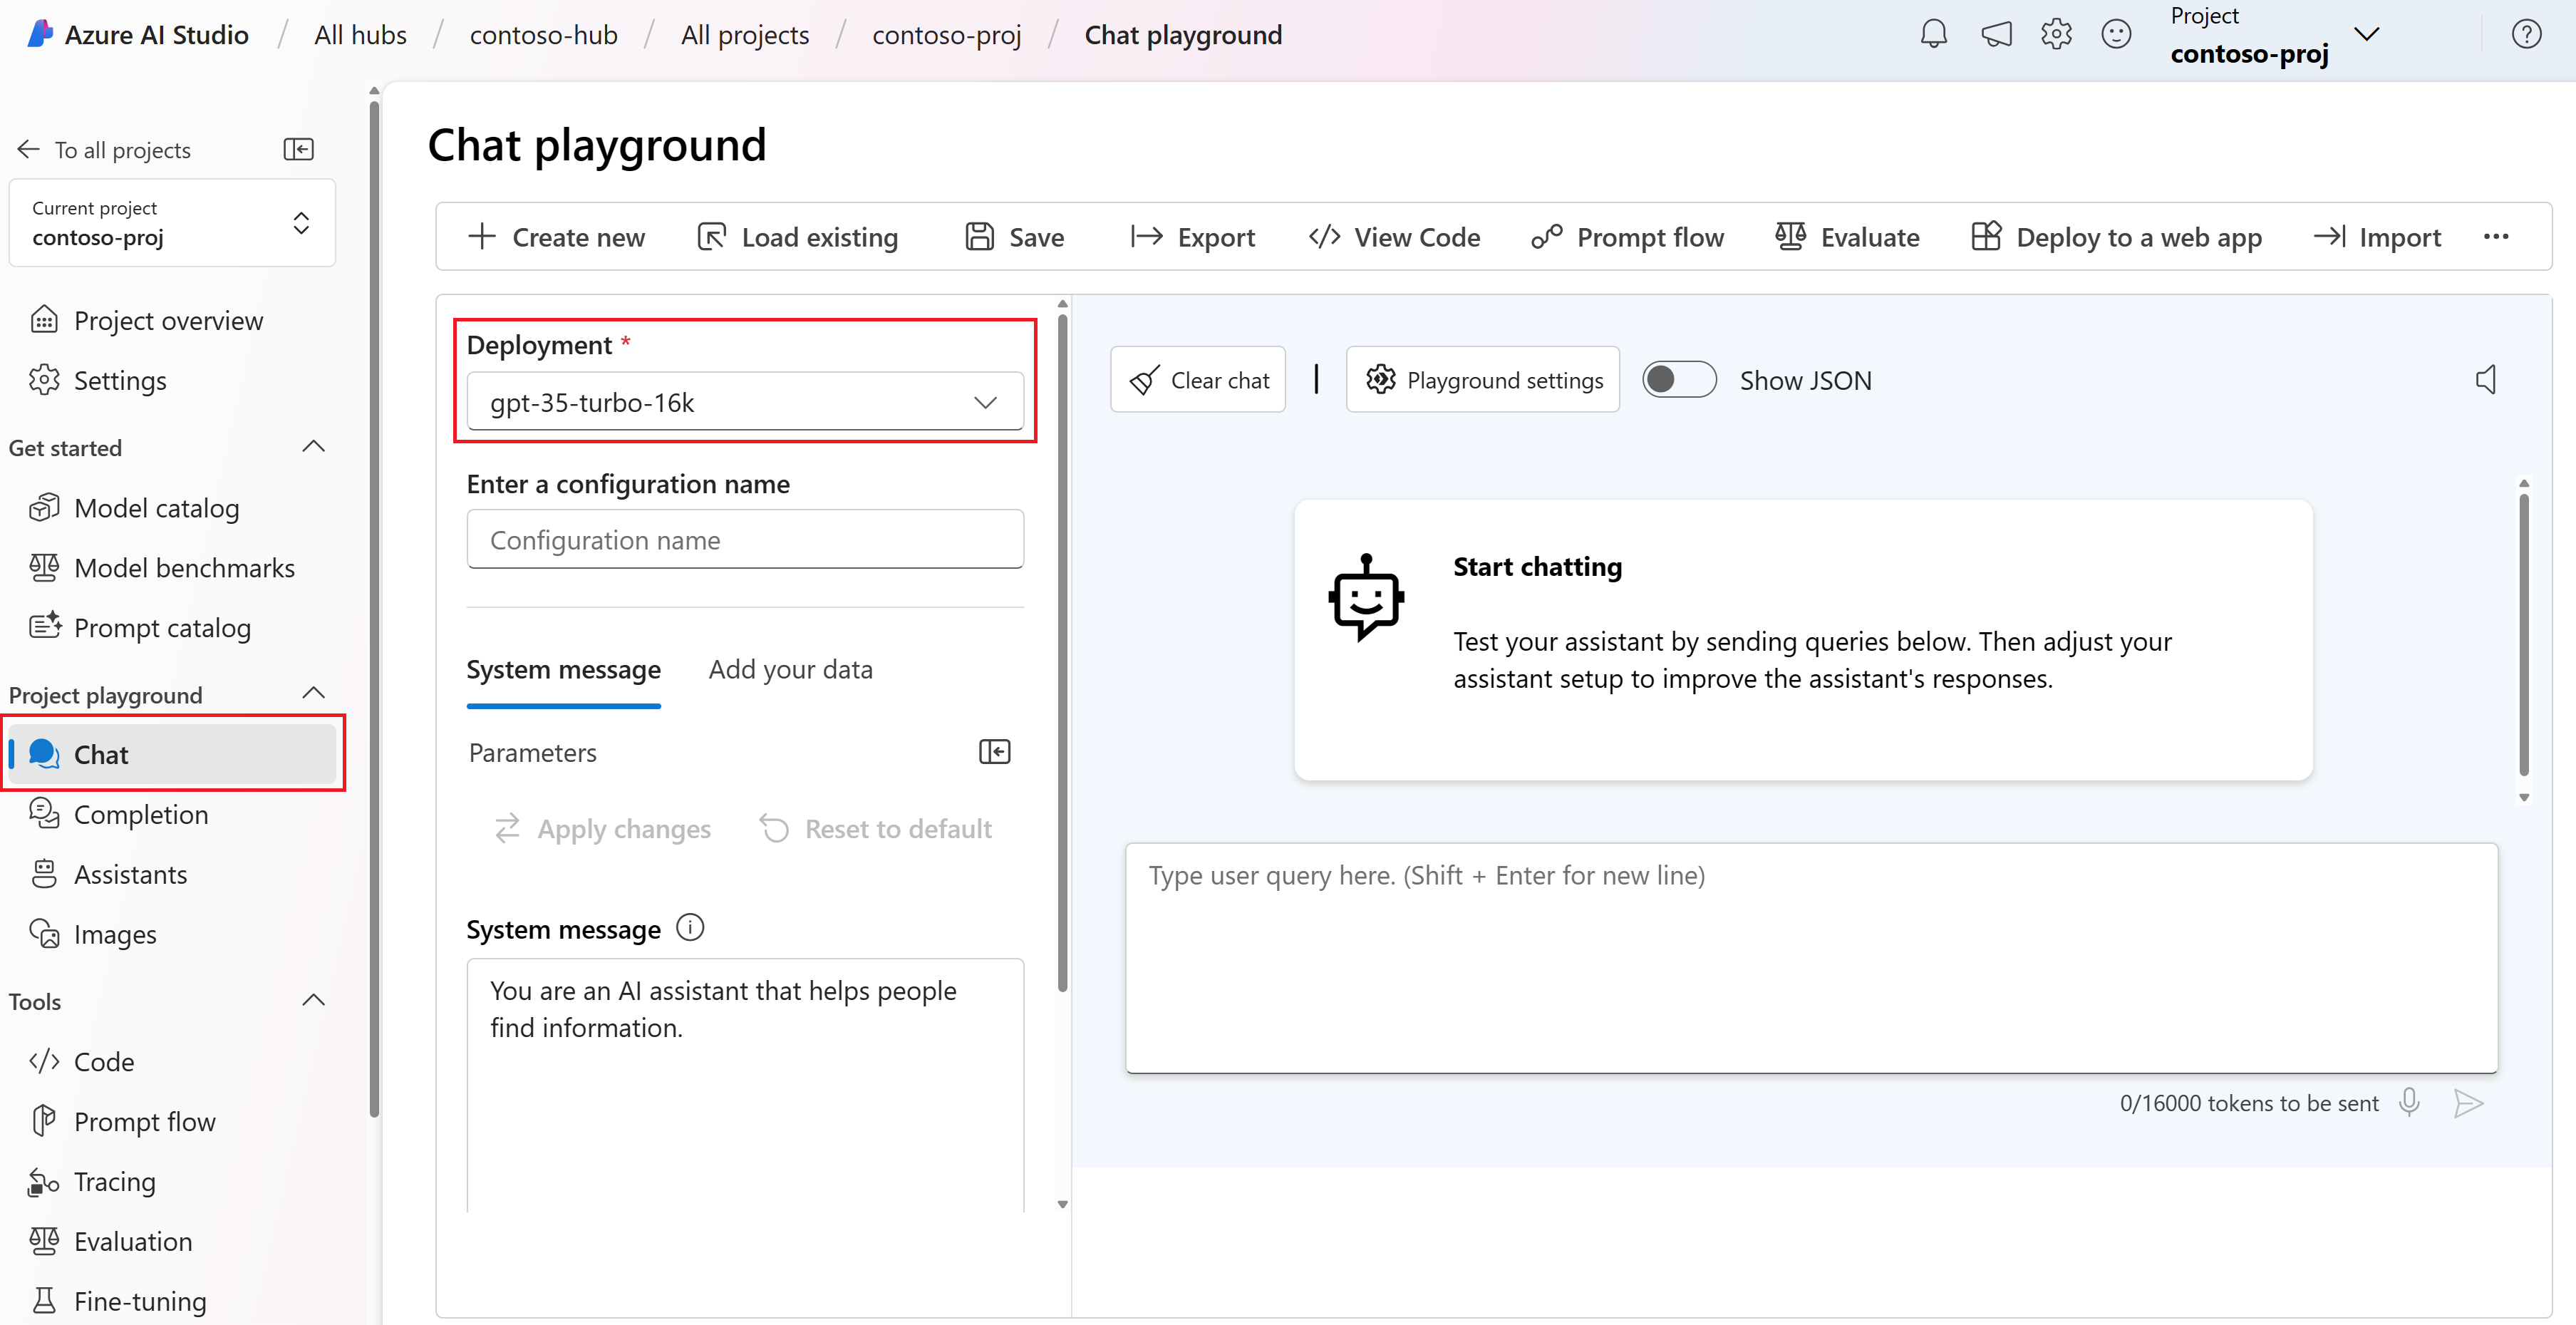 Azure AI Studio / All hubs / contoso-hub / All projects / contoso-proj / Chat playground
Project
contoso-proj
To all projects
Current project
contoso-proj
Project overview
Settings
Get started
Model catalog
Model benchmarks
Prompt catalog
Project playground
Chat
Completion
Assistants
Images
Tools
Code
Prompt flow
Tracing
Evaluation
Fine-tuning
Chat playground
Create new Load existing Save Export View Code Prompt flow Evaluate Deploy to a web app Import ...
Deployment *
gpt-35-turbo-16k
Enter a configuration name
Configuration name
System message Add your data
Parameters
Apply changes Reset to default
System message
You are an AI assistant that helps people
find information.
Clear chat | Playground settings Show JSON
Start chatting
Test your assistant by sending queries below. Then adjust your
assistant setup to improve the assistant's responses.
Type user query here. (Shift + Enter for new line)
0/16000 tokens to be sent